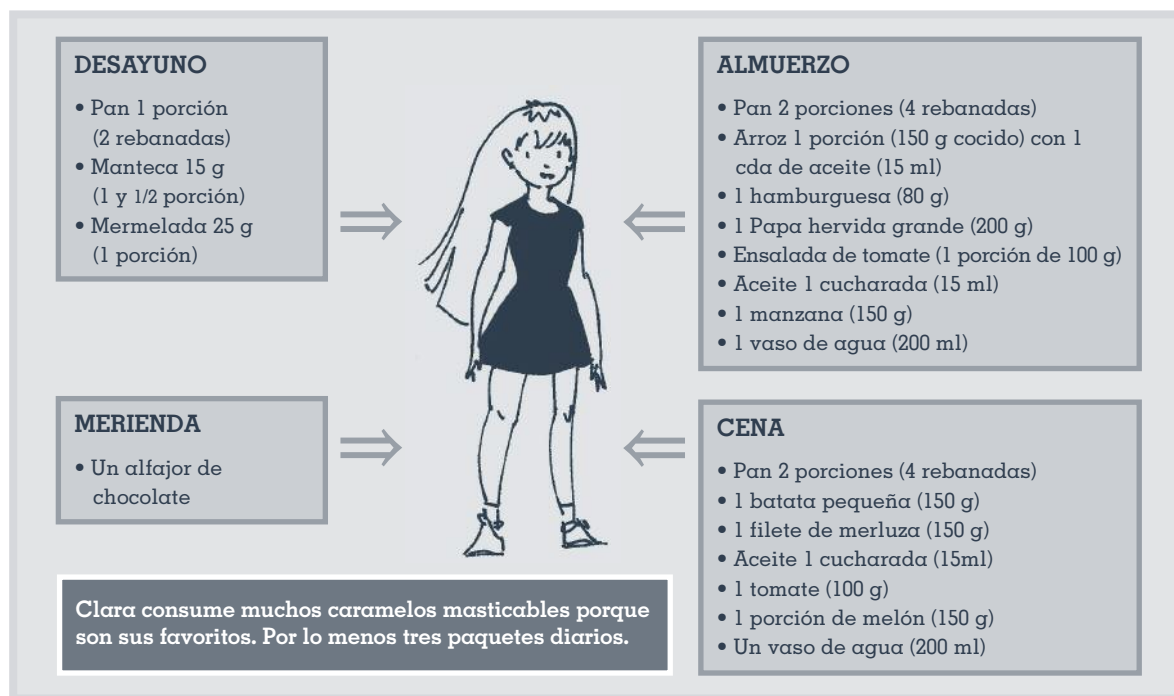 DESAYUNO
• Pan 1 porción
(2 rebanadas)
• Manteca 15 g
(1 y 1/2 porción)
• Mermelada 25 g
(1 porción)
ALMUERZO
• Pan 2 porciones (4 rebanadas)
• Arroz 1 porción (150 g cocido) con 1
cda de aceite (15 ml)
• 1 hamburguesa (80 g)
• 1 Papa hervida grande (200 g)
• Ensalada de tomate (1 porción de 100 g)
• Aceite 1 cucharada (15 ml)
• 1 manzana (150 g)
• 1 vaso de agua (200 ml)
MERIENDA
• Un alfajor de
chocolate
CENA
• Pan 2 porciones (4 rebanadas)
• 1 batata pequeña (150 g)
• 1 filete de merluza (150 g)
• Aceite 1 cucharada (15ml)
• 1 tomate (100 g)
• 1 porción de melón (150 g)
• Un vaso de agua (200 ml)
Clara consume muchos caramelos masticables porque
son sus favoritos. Por lo menos tres paquetes diarios.